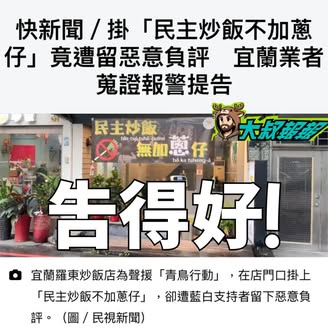 快新聞／掛「民主炒飯不加蔥
仔」竟遭留惡意負評　宜蘭業者
蒐證報警提告
大叔報報
民主炒飯
無加蔥仔
bô ka tshang-á
告得好!
宜蘭羅東炒飯店為聲援「青鳥行動」，在店門口掛上
「民主炒飯不加蔥仔」，卻遭藍白支持者留下惡意負
評。（圖／民視新聞）